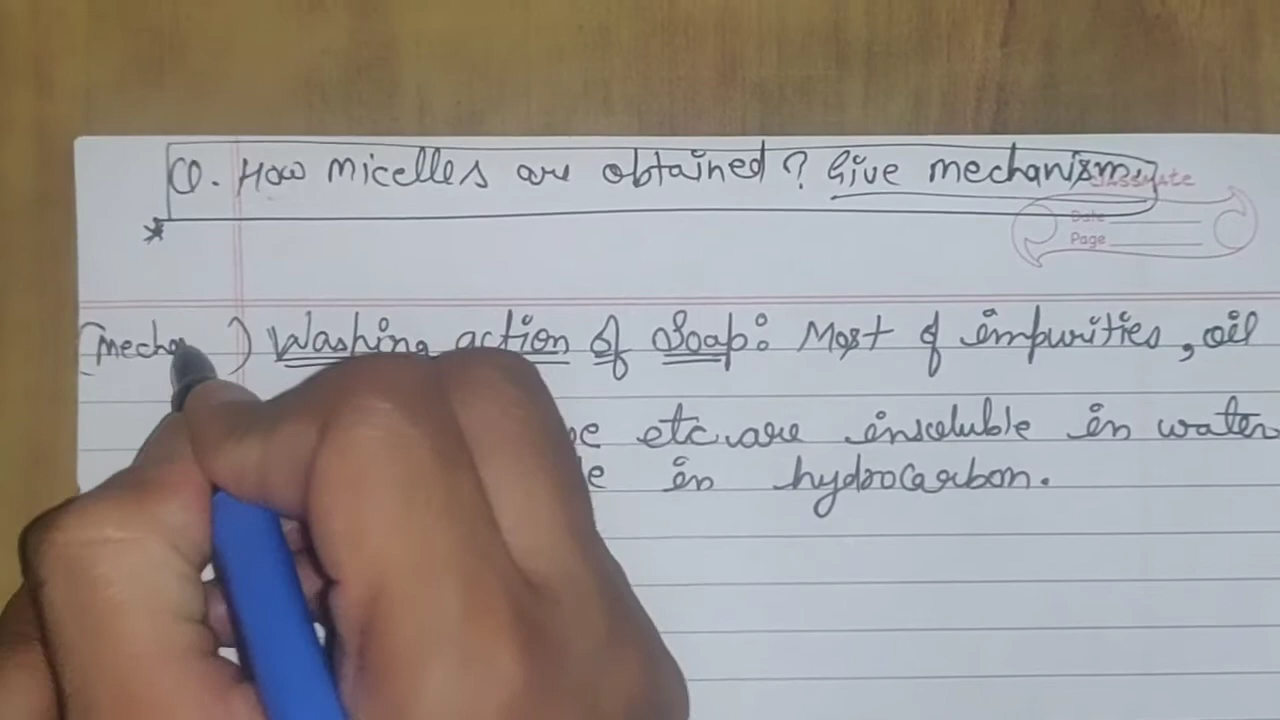 Q. How micelles are obtained? Give mechanism.
classmate
Date
Page
(Mecha ) Washing action of Soap: Most of impurities, oil
etc. are insoluble in water
in hydrocarbon.